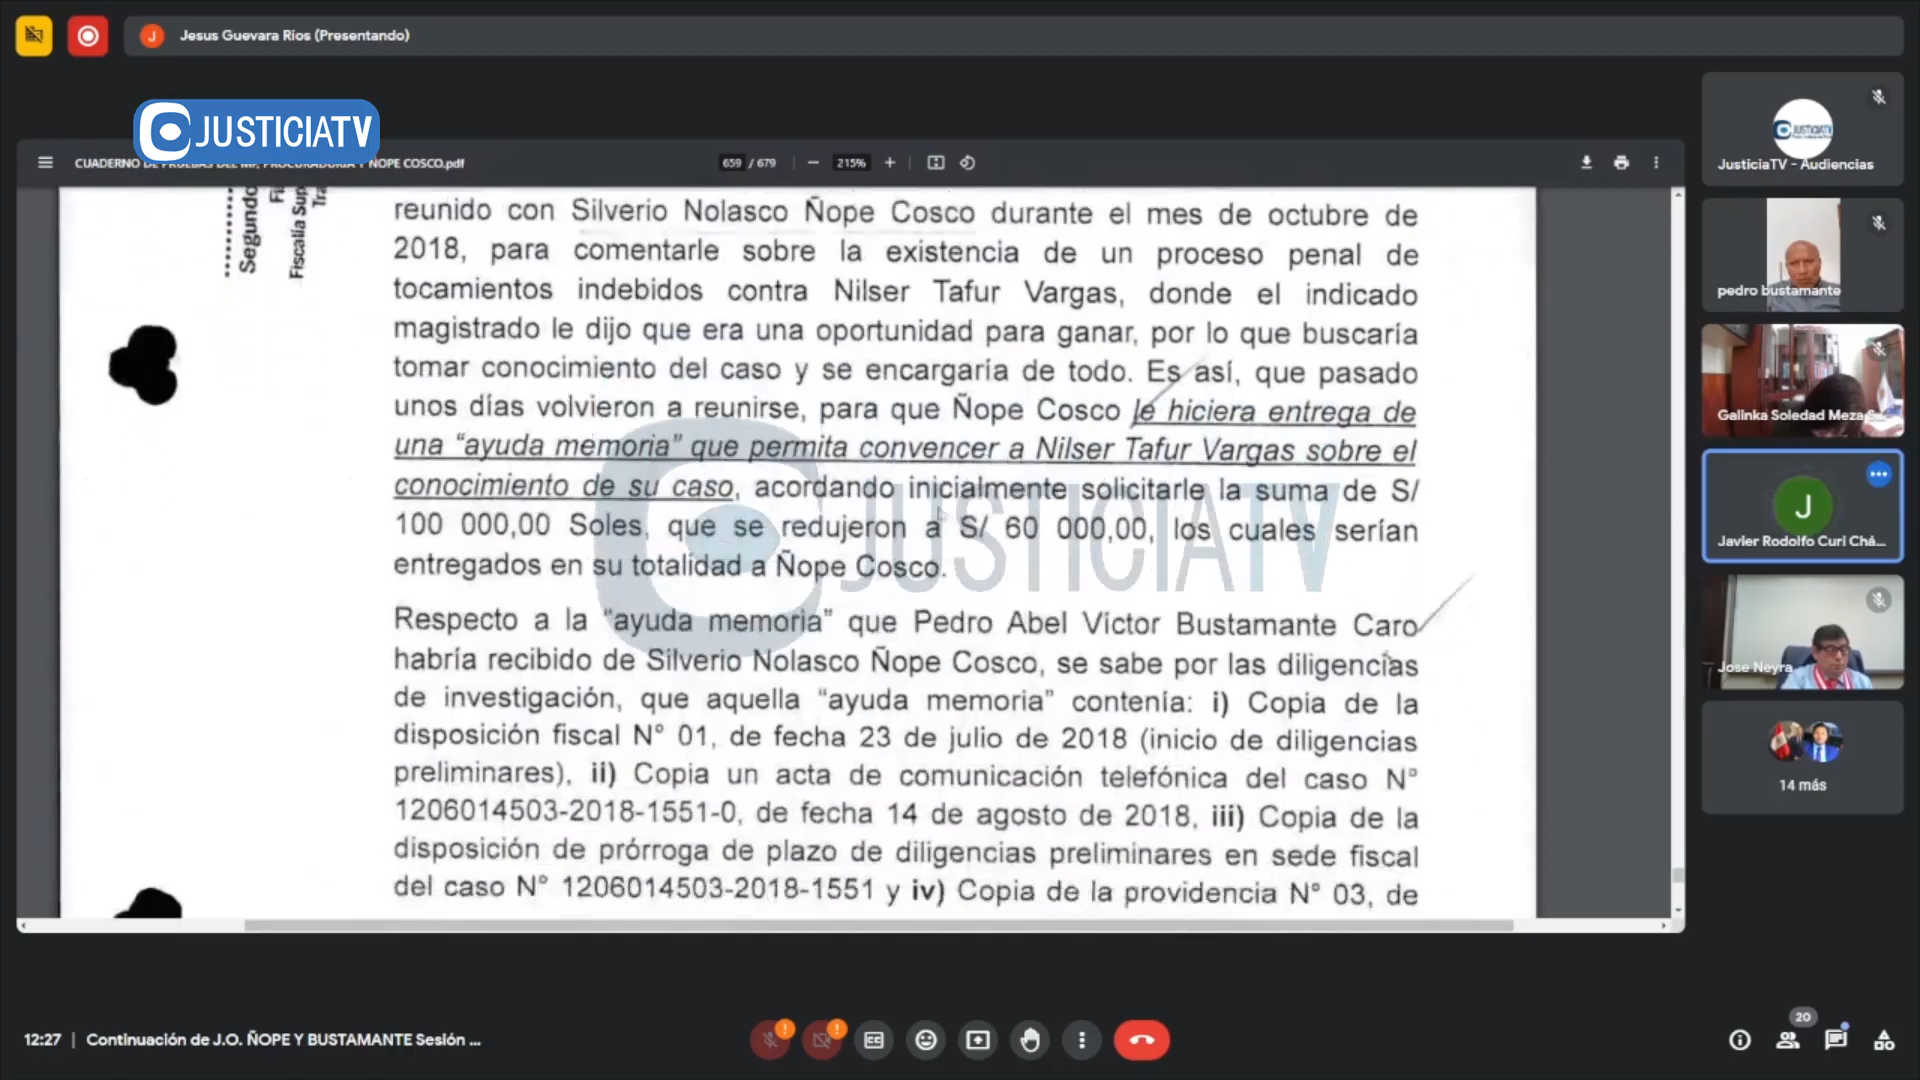 Jesus Guevara Rios (Presentando)
JUSTICIATV
CUADERNO DE PRUEBAS DEL MP, PROCURADURIA Y ÑOPE COSCO.pdf
659 / 679
215%
Segundo
Fiscalía Sup
reunido con Silverio Nolasco Ñope Cosco durante el mes de octubre de
2018, para comentarle sobre la existencia de un proceso penal de
tocamientos indebidos contra Nilser Tafur Vargas, donde el indicado
magistrado le dijo que era una oportunidad para ganar, por lo que buscaría
tomar conocimiento del caso y se encargaría de todo. Es así, que pasado
unos días volvieron a reunirse, para que Ñope Cosco le hiciera entrega de
una “ayuda memoria” que permita convencer a Nilser Tafur Vargas sobre el
conocimiento de su caso, acordando inicialmente solicitarle la suma de S/
100 000,00 Soles, que se redujeron a S/ 60 000,00, los cuales serían
entregados en su totalidad a Ñope Cosco.
JUSTICIATV
Respecto a la “ayuda memoria” que Pedro Abel Victor Bustamante Caro
habría recibido de Silverio Nolasco Ñope Cosco, se sabe por las diligencias
de investigación, que aquella “ayuda memoria” contenía: i) Copia de la
disposición fiscal N° 01, de fecha 23 de julio de 2018 (inicio de diligencias
preliminares), ii) Copia un acta de comunicación telefónica del caso N°
1206014503-2018-1551-0, de fecha 14 de agosto de 2018, iii) Copia de la
disposición de prórroga de plazo de diligencias preliminares en sede fiscal
del caso N° 1206014503-2018-1551 y iv) Copia de la providencia N° 03, de
JUSTICIATV
JusticiaTV - Audiencias
pedro bustamante
Galinka Soledad Meza
J
Javier Rodolfo Curi Chá...
Jose Neyra
14 más
12:27 | Continuación de J.O. ÑOPE Y BUSTAMANTE Sesión ...
20